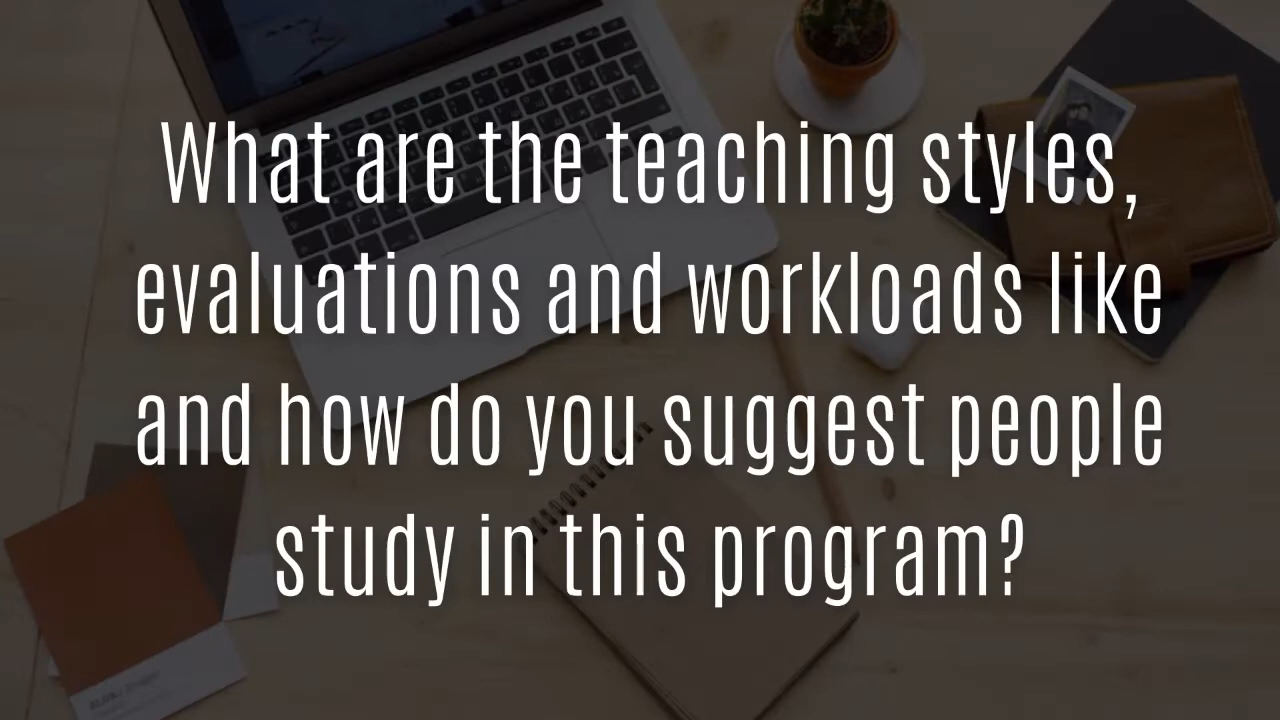 What are the teaching styles,
evaluations and workloads like
and how do you suggest people
study in this program?